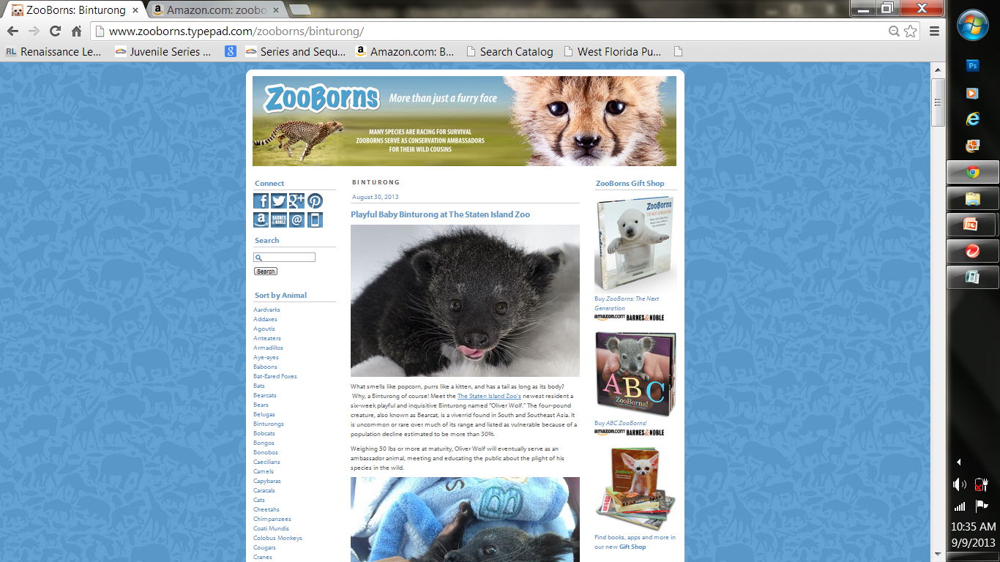 ZooBorns: Binturong
Amazon.com: zoobo
www.zooborns.typepad.com/zooborns/binturong/
RL Renaissance Le...
Juvenile Series ...
g
Series and Sequ...
a Amazon.com: B...
Search Catalog
West Florida Pu...
ZooBorns
More than just a furry face
MANY SPECIES ARE RACING FOR SURVIVAL
ZOOBORNS SERVE AS CONSERVATION AMBASSADORS
FOR THEIR WILD COUSINS
Connect
BARNES
&NOBLE
Search
Search
Sort by Animal
Aardvarks
Addaxes
Agoutis
Anteaters
Armadillos
Aye-ayes
Baboons
Bat-Eared Foxes
Bats
Bearcats
Bears
Belugas
Binturongs
Bobcats
Bongos
Bonobos
Caecilians
Camels
Capybaras
Caracals
Cats
Cheetahs
Chimpanzees
Coati Mundis
Colobus Monkeys
Cougars
Cranes
BINTURONG
August 30, 2013
Playful Baby Binturong at The Staten Island Zoo
What smells like popcorn, purrs like a kitten, and has a tail as long as its body?
Why, a Binturong of course! Meet the The Staten Island Zoo's newest resident a
six-week playful and inquisitive Binturong named "Oliver Wolf." The four-pound
creature, also known as Bearcat, is a viverrid found in South and Southeast Asia. It
is uncommon or rare over much of its range and listed as vulnerable because of a
population decline estimated to be more than 30%.
Weighing 50 lbs or more at maturity, Oliver Wolf will eventually serve as an
ambassador animal, meeting and educating the public about the plight of his
species in the wild.
S
B
ZooBorns Gift Shop
ZooBorns
THE NEXT GENERATION
Buy ZooBorns: The Next
Generation
amazon.com BARNES&NOBLE
A B C
ZooBorns!
Buy ABC ZooBorns!
amazon.com BARNES&NOBLE
ZooBorns
Find books, apps and more in
our new Gift Shop
Ps
10:35 AM
9/9/2013